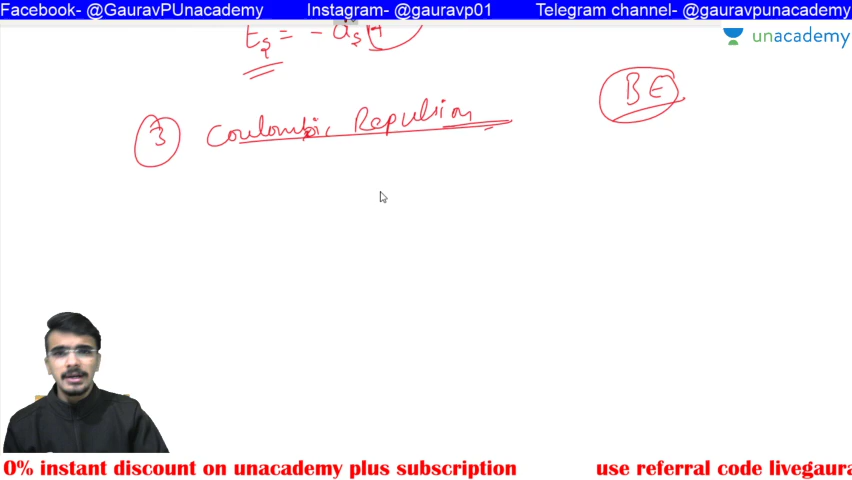 Facebook- @GauravPUnacademy Instagram- @gauravp01 Telegram channel- @gauravpunacademy
unacademy
BE
3 Coulombic Repulsion
0% instant discount on unacademy plus subscription use referral code livegaura